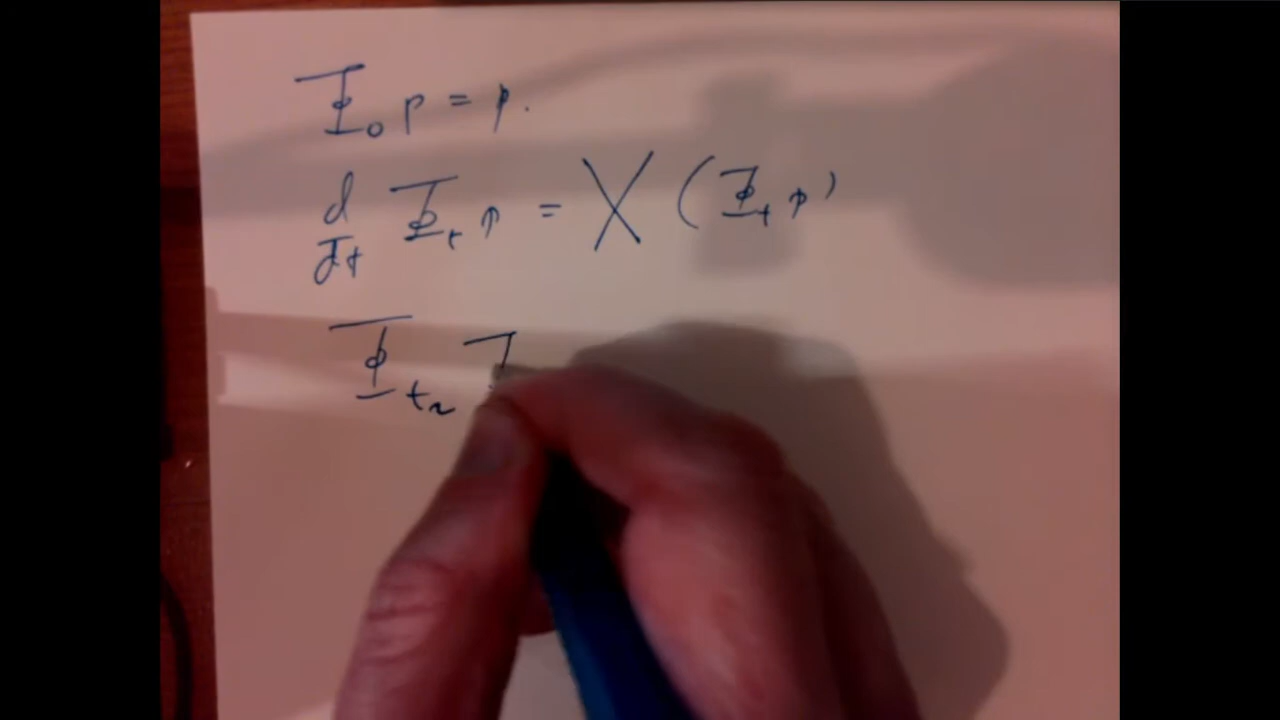 Φ₀ p = p.
d/dt Φₜ p = X (Φₜ p)
Φₜ₂